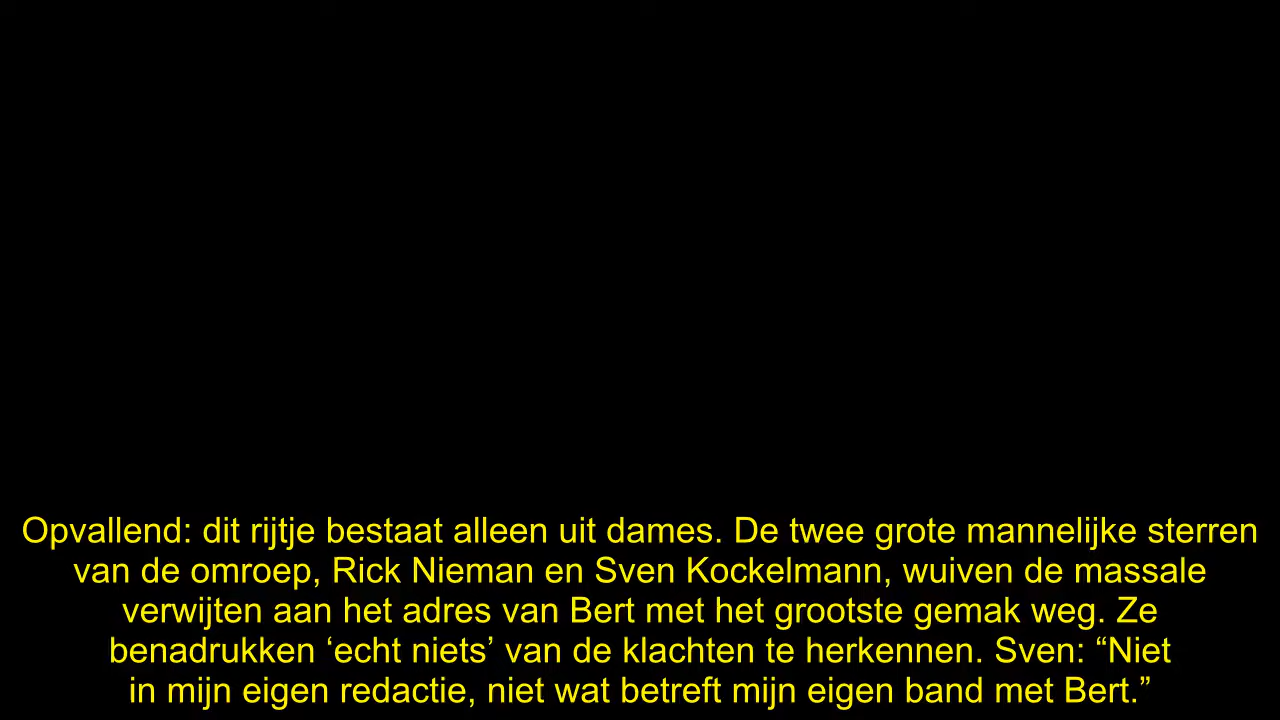 Opvallend: dit rijtje bestaat alleen uit dames. De twee grote mannelijke sterren
van de omroep, Rick Nieman en Sven Kockelmann, wuiven de massale
verwijten aan het adres van Bert met het grootste gemak weg. Ze
benadrukken ‘echt niets’ van de klachten te herkennen. Sven: “Niet
in mijn eigen redactie, niet wat betreft mijn eigen band met Bert.”